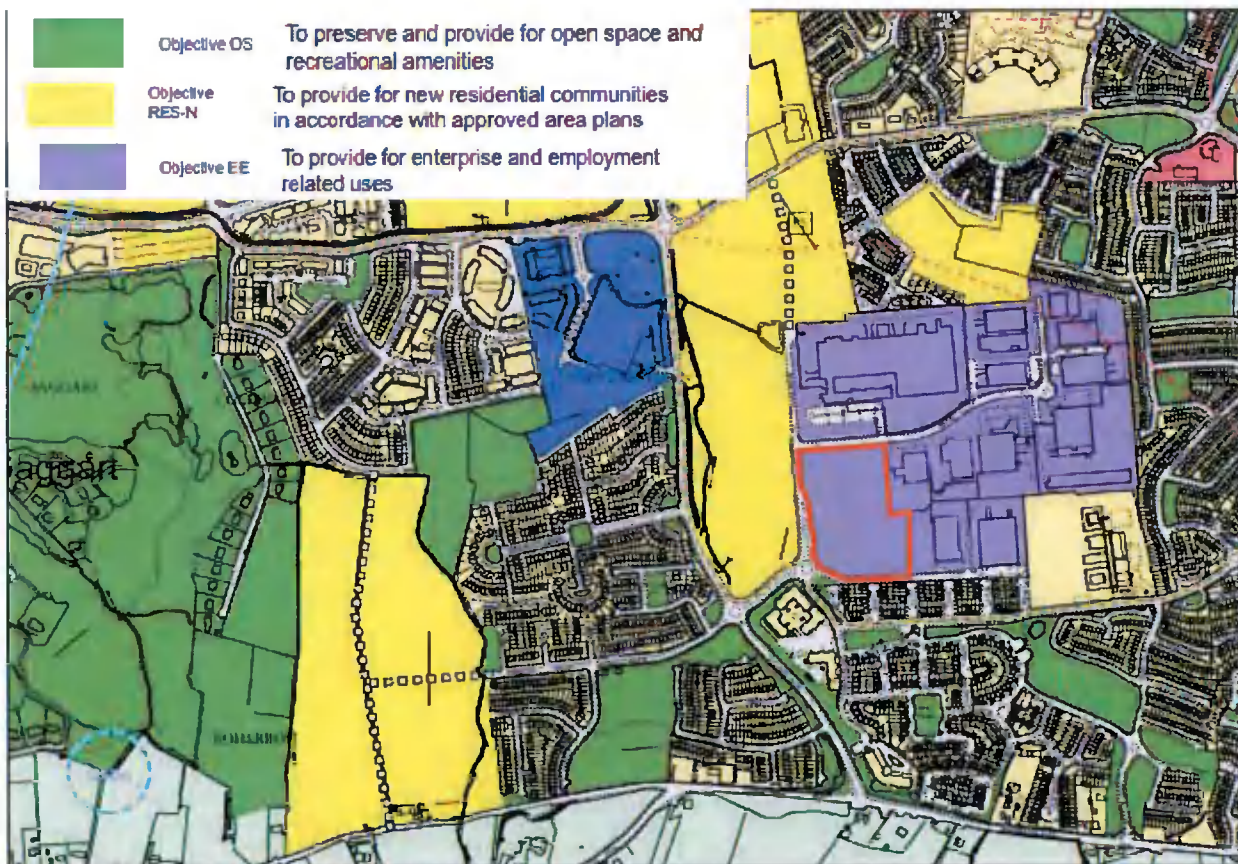 Objective OS
To preserve and provide for open space and
recreational amenities
Objective
RES-N
To provide for new residential communities
in accordance with approved area plans
Objective EE
To provide for enterprise and employment
related uses